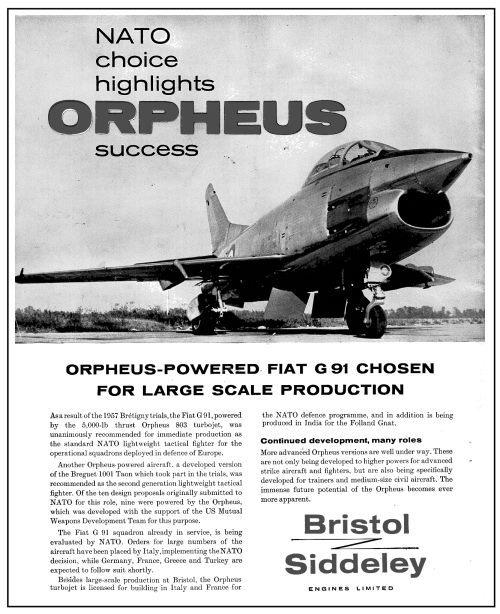 NATO
choice
highlights
ORPHEUS
success
ORPHEUS-POWERED FIAT G 91 CHOSEN
FOR LARGE SCALE PRODUCTION
As a result of the 1957 Brétigny trials, the Fiat G 91, powered
by the 5,000-lb thrust Orpheus 803 turbojet, was
unanimously recommended for immediate production as
the standard NATO lightweight tactical fighter for the
operational squadrons deployed in defence of Europe.
Another Orpheus powered aircraft, a developed version
of the Breguet 1001 Taon which took part in the trials, was
recommended as the second generation lightweight tactical
fighter. Of the ten design proposals originally submitted to
NATO for this role, nine were powered by the Orpheus,
which was developed with the support of the US Mutual
Weapons Development Team for this purpose.
The Fiat G 91 squadron already in service, is being
evaluated by NATO. Orders for large numbers of the
aircraft have been placed by Italy, implementing the NATO
decision, while Germany, France, Greece and Turkey are
expected to follow suit shortly.
Besides large-scale production at Bristol, the Orpheus
turbojet is licensed for building in Italy and France for
the NATO defence programme, and in addition is being
produced in India for the Folland Gnat.
Continued development, many roles
More advanced Orpheus versions are well under way. These
are not only being developed to higher powers for advanced
strike aircraft and fighters, but are also being specifically
developed for trainers and medium-size civil aircraft. The
immense future potential of the Orpheus becomes ever
more apparent.
Bristol
Siddeley
ENGINES LIMITED